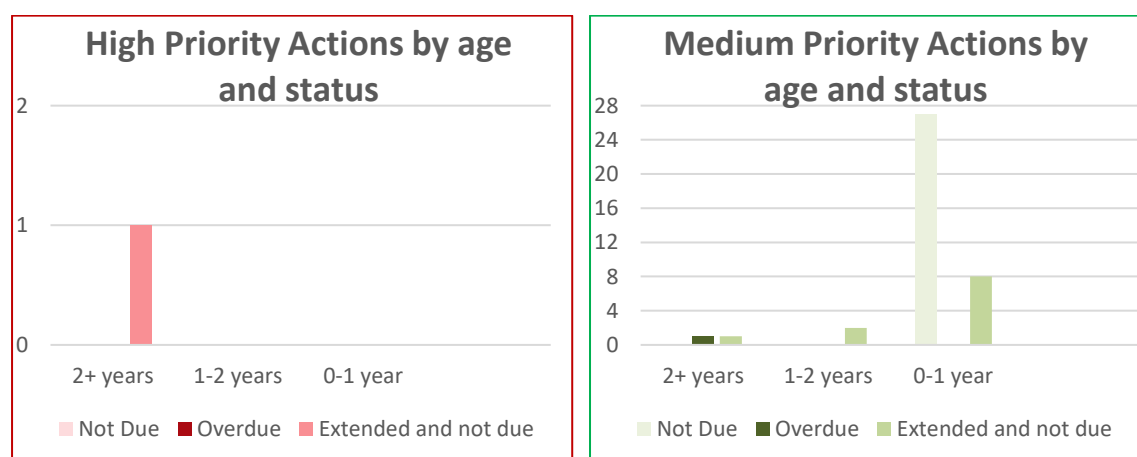 High Priority Actions by age
and status
2
1
0
2+ years 1-2 years 0-1 year
Not Due Overdue Extended and not due
Medium Priority Actions by
age and status
28
24
20
16
12
8
4
0
2+ years 1-2 years 0-1 year
Not Due Overdue Extended and not due